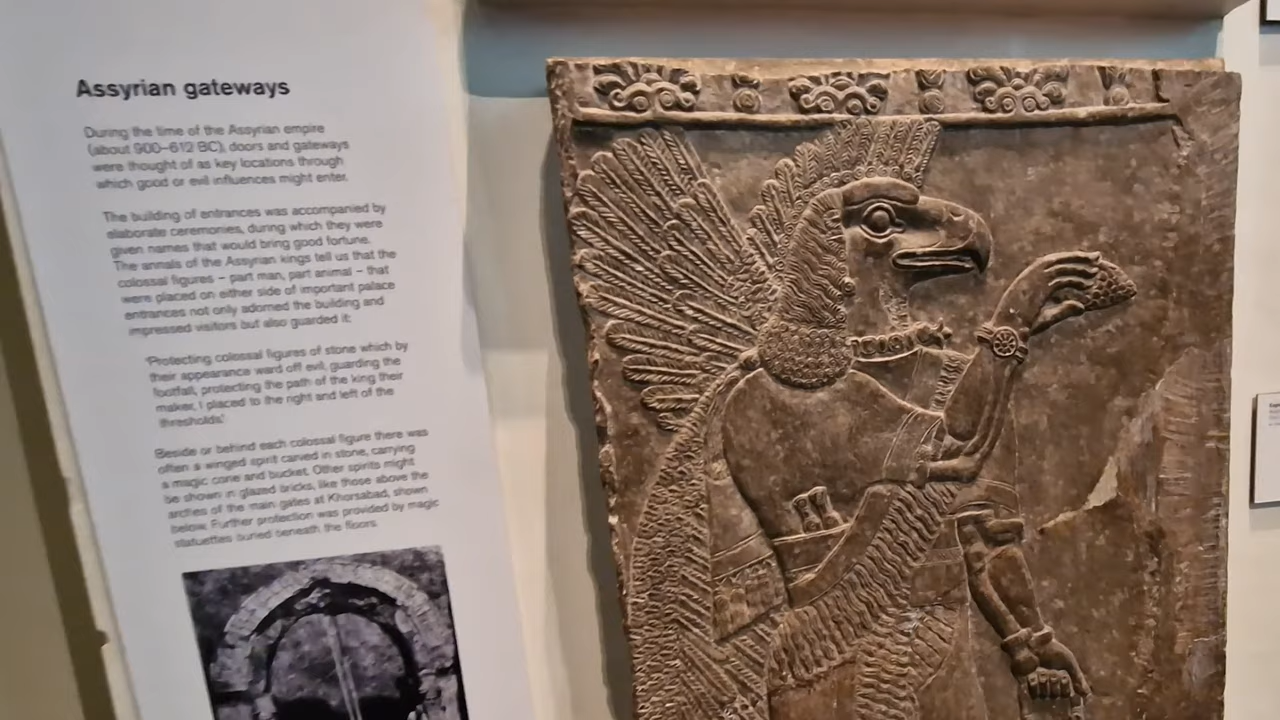 Assyrian gateways
During the time of the Assyrian empire
(about 900–612 BC), doors and gateways
were thought of as key locations through
which good or evil influences might enter.
The building of entrances was accompanied by
elaborate ceremonies, during which they were
given names that would bring good fortune.
The annals of the Assyrian kings tell us that the
colossal figures – part man, part animal – that
were placed on either side of important palace
entrances not only adorned the building and
impressed visitors but also guarded it:
'Protecting colossal figures of stone which by
their appearance ward off evil, guarding the
footfall, protecting the path of the king their
maker, I placed to the right and left of the
thresholds.'
Beside or behind each colossal figure there was
often a winged spirit carved in stone, carrying
a magic cone and bucket. Other spirits might
be shown in glazed bricks, like those above the
arches of the main gates at Khorsabad, shown
below. Further protection was provided by magic
statuettes buried beneath the floors.